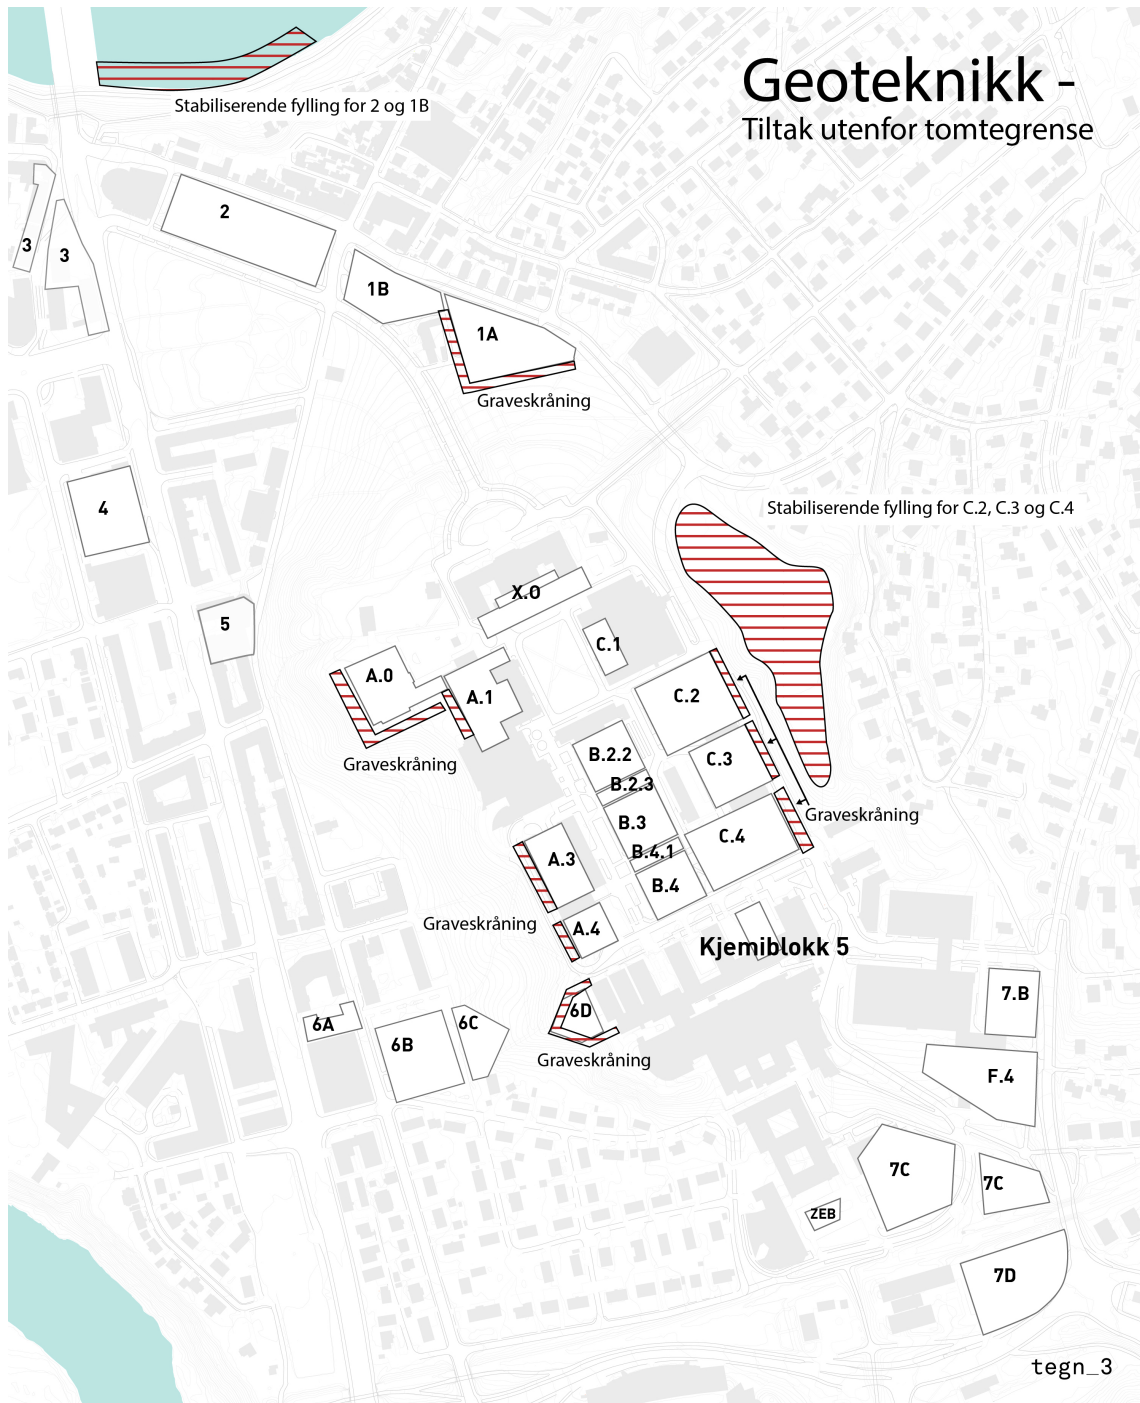 Geoteknikk -
Tiltak utenfor tomtegrense
Stabiliserende fylling for 2 og 1B
2
3
3
1B
1A
Graveskråning
4
Stabiliserende fylling for C.2, C.3 og C.4
X.0
5
C.1
A.0
A.1
C.2
Graveskråning
B.2.2
C.3
B.2.3
Graveskråning
B.3
C.4
B.4.1
A.3
B.4
Graveskråning
A.4
Kjemiblokk 5
7.B
6A
6B
6C
6D
Graveskråning
F.4
7C
7C
ZEB
7D
tegn_3